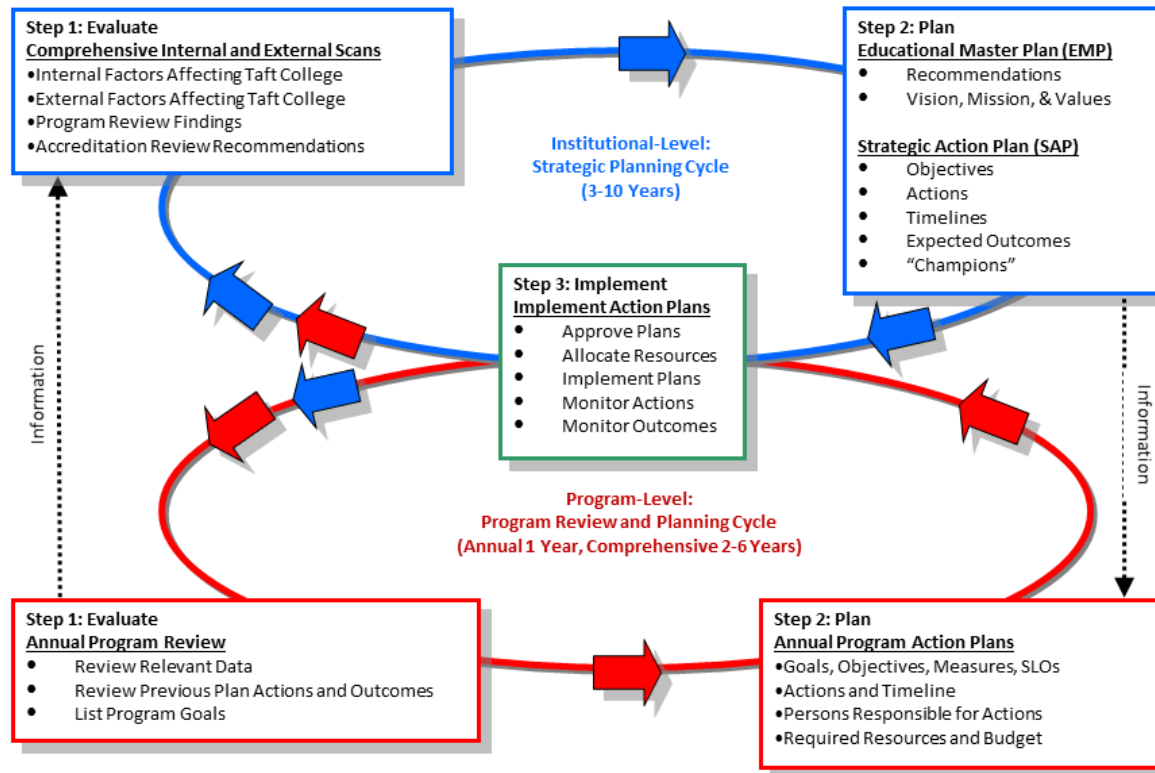 Step 1: Evaluate
Comprehensive Internal and External Scans
•Internal Factors Affecting Taft College
•External Factors Affecting Taft College
•Program Review Findings
•Accreditation Review Recommendations
Step 2: Plan
Educational Master Plan (EMP)
• Recommendations
• Vision, Mission, & Values
Strategic Action Plan (SAP)
• Objectives
• Actions
• Timelines
• Expected Outcomes
• “Champions”
Institutional-Level:
Strategic Planning Cycle
(3-10 Years)
Step 3: Implement
Implement Action Plans
• Approve Plans
• Allocate Resources
• Implement Plans
• Monitor Actions
• Monitor Outcomes
Information
Information
Program-Level:
Program Review and Planning Cycle
(Annual 1 Year, Comprehensive 2-6 Years)
Step 1: Evaluate
Annual Program Review
• Review Relevant Data
• Review Previous Plan Actions and Outcomes
• List Program Goals
Step 2: Plan
Annual Program Action Plans
•Goals, Objectives, Measures, SLOs
•Actions and Timeline
•Persons Responsible for Actions
•Required Resources and Budget